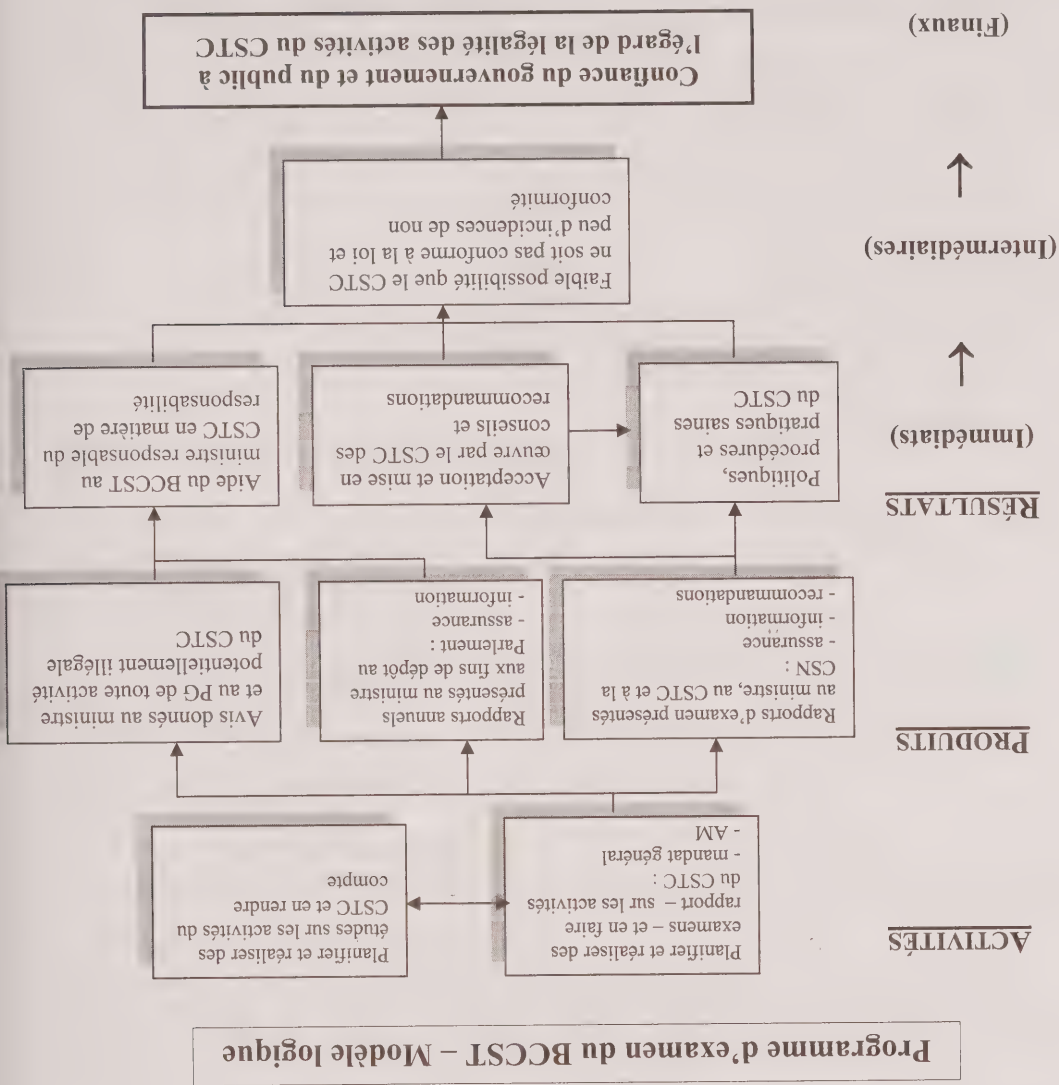 Programme d'examen du BCCST – Modèle logique
ACTIVITÉS
Planifier et réaliser des
examens – et en faire
rapport – sur les activités
du CSTC :
- mandat général
- AM
Planifier et réaliser des
études sur les activités du
CSTC et en rendre
compte
PRODUITS
Rapports d'examen présentés
au ministre, au CSTC et à la
CSN :
- assurance
- information
- recommandations
Rapports annuels
présentés au ministre
aux fins de dépôt au
Parlement :
- assurance
- information
Avis donnés au ministre
et au PG de toute activité
potentiellement illégale
du CSTC
RÉSULTATS
(Immédiats)
Politiques,
procédures et
pratiques saines
du CSTC
Acceptation et mise en
œuvre par le CSTC des
conseils et
recommandations
Aide du BCCST au
ministre responsable du
CSTC en matière de
responsabilité
(Intermédiaires)
Faible possibilité que le CSTC
ne soit pas conforme à la loi et
peu d'incidences de non
conformité
(Finaux)
Confiance du gouvernement et du public à
l'égard de la légalité des activités du CSTC